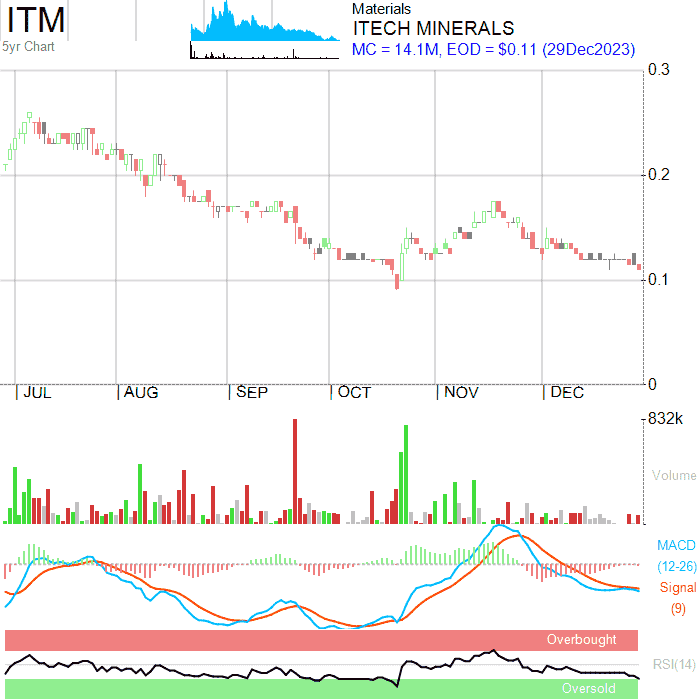 ITM
5yr Chart
Materials
ITECH MINERALS
MC = 14.1M, EOD = $0.11 (29Dec2023)
0.3
0.2
0.1
0
JUL AUG SEP OCT NOV DEC
832k
Volume
MACD
(12-26)
Signal
(9)
Overbought
RSI(14)
Oversold